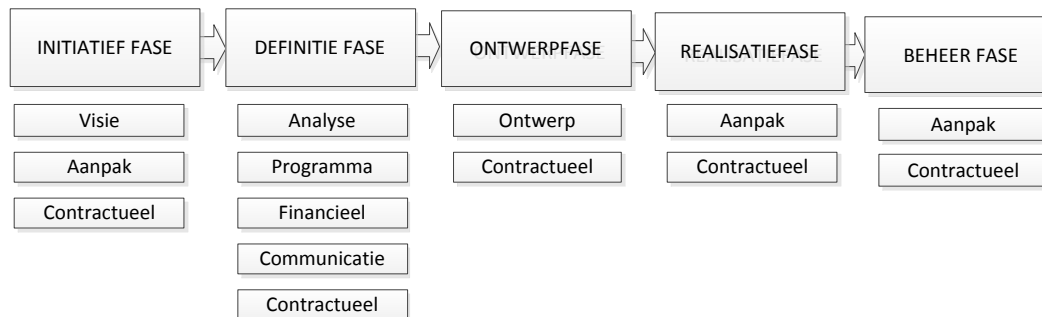 INITIATIEF FASE
DEFINITIE FASE
ONTWERPFASE
REALISATIEFASE
BEHEER FASE
Visie
Aanpak
Contractueel
Analyse
Programma
Financieel
Communicatie
Contractueel
Ontwerp
Contractueel
Aanpak
Contractueel
Aanpak
Contractueel